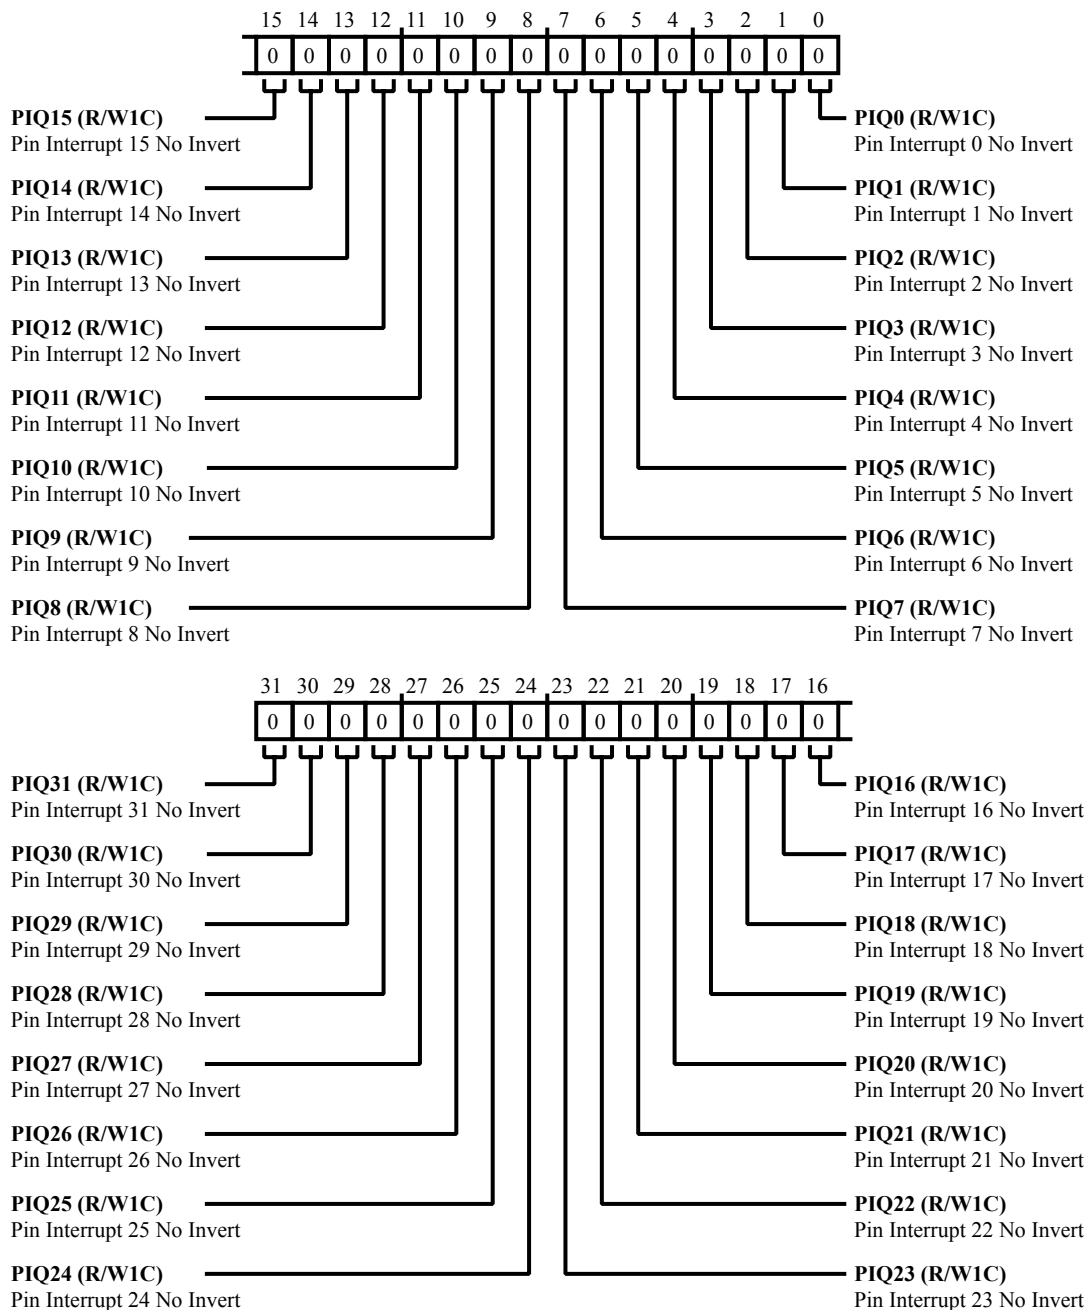 15 14 13 12 11 10 9 8 7 6 5 4 3 2 1 0
0 0 0 0 0 0 0 0 0 0 0 0 0 0 0 0
PIQ15 (R/W1C)
Pin Interrupt 15 No Invert
PIQ14 (R/W1C)
Pin Interrupt 14 No Invert
PIQ13 (R/W1C)
Pin Interrupt 13 No Invert
PIQ12 (R/W1C)
Pin Interrupt 12 No Invert
PIQ11 (R/W1C)
Pin Interrupt 11 No Invert
PIQ10 (R/W1C)
Pin Interrupt 10 No Invert
PIQ9 (R/W1C)
Pin Interrupt 9 No Invert
PIQ8 (R/W1C)
Pin Interrupt 8 No Invert
PIQ0 (R/W1C)
Pin Interrupt 0 No Invert
PIQ1 (R/W1C)
Pin Interrupt 1 No Invert
PIQ2 (R/W1C)
Pin Interrupt 2 No Invert
PIQ3 (R/W1C)
Pin Interrupt 3 No Invert
PIQ4 (R/W1C)
Pin Interrupt 4 No Invert
PIQ5 (R/W1C)
Pin Interrupt 5 No Invert
PIQ6 (R/W1C)
Pin Interrupt 6 No Invert
PIQ7 (R/W1C)
Pin Interrupt 7 No Invert
31 30 29 28 27 26 25 24 23 22 21 20 19 18 17 16
0 0 0 0 0 0 0 0 0 0 0 0 0 0 0 0
PIQ31 (R/W1C)
Pin Interrupt 31 No Invert
PIQ30 (R/W1C)
Pin Interrupt 30 No Invert
PIQ29 (R/W1C)
Pin Interrupt 29 No Invert
PIQ28 (R/W1C)
Pin Interrupt 28 No Invert
PIQ27 (R/W1C)
Pin Interrupt 27 No Invert
PIQ26 (R/W1C)
Pin Interrupt 26 No Invert
PIQ25 (R/W1C)
Pin Interrupt 25 No Invert
PIQ24 (R/W1C)
Pin Interrupt 24 No Invert
PIQ16 (R/W1C)
Pin Interrupt 16 No Invert
PIQ17 (R/W1C)
Pin Interrupt 17 No Invert
PIQ18 (R/W1C)
Pin Interrupt 18 No Invert
PIQ19 (R/W1C)
Pin Interrupt 19 No Invert
PIQ20 (R/W1C)
Pin Interrupt 20 No Invert
PIQ21 (R/W1C)
Pin Interrupt 21 No Invert
PIQ22 (R/W1C)
Pin Interrupt 22 No Invert
PIQ23 (R/W1C)
Pin Interrupt 23 No Invert